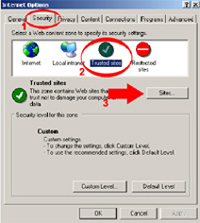 Internet Options
General Security Privacy Content Connections Programs Advanced
1
Select a Web content zone to specify its security settings.
Internet Local intranet Trusted sites Restricted sites
2
Trusted sites
This zone contains Web sites that you
trust not to damage your computer or
data.
Sites...
3
Security level for this zone
Custom
Custom settings
- To change the settings, click Custom Level.
- To use the recommended settings, click Default Level.
Custom Level... Default Level
OK Cancel Apply